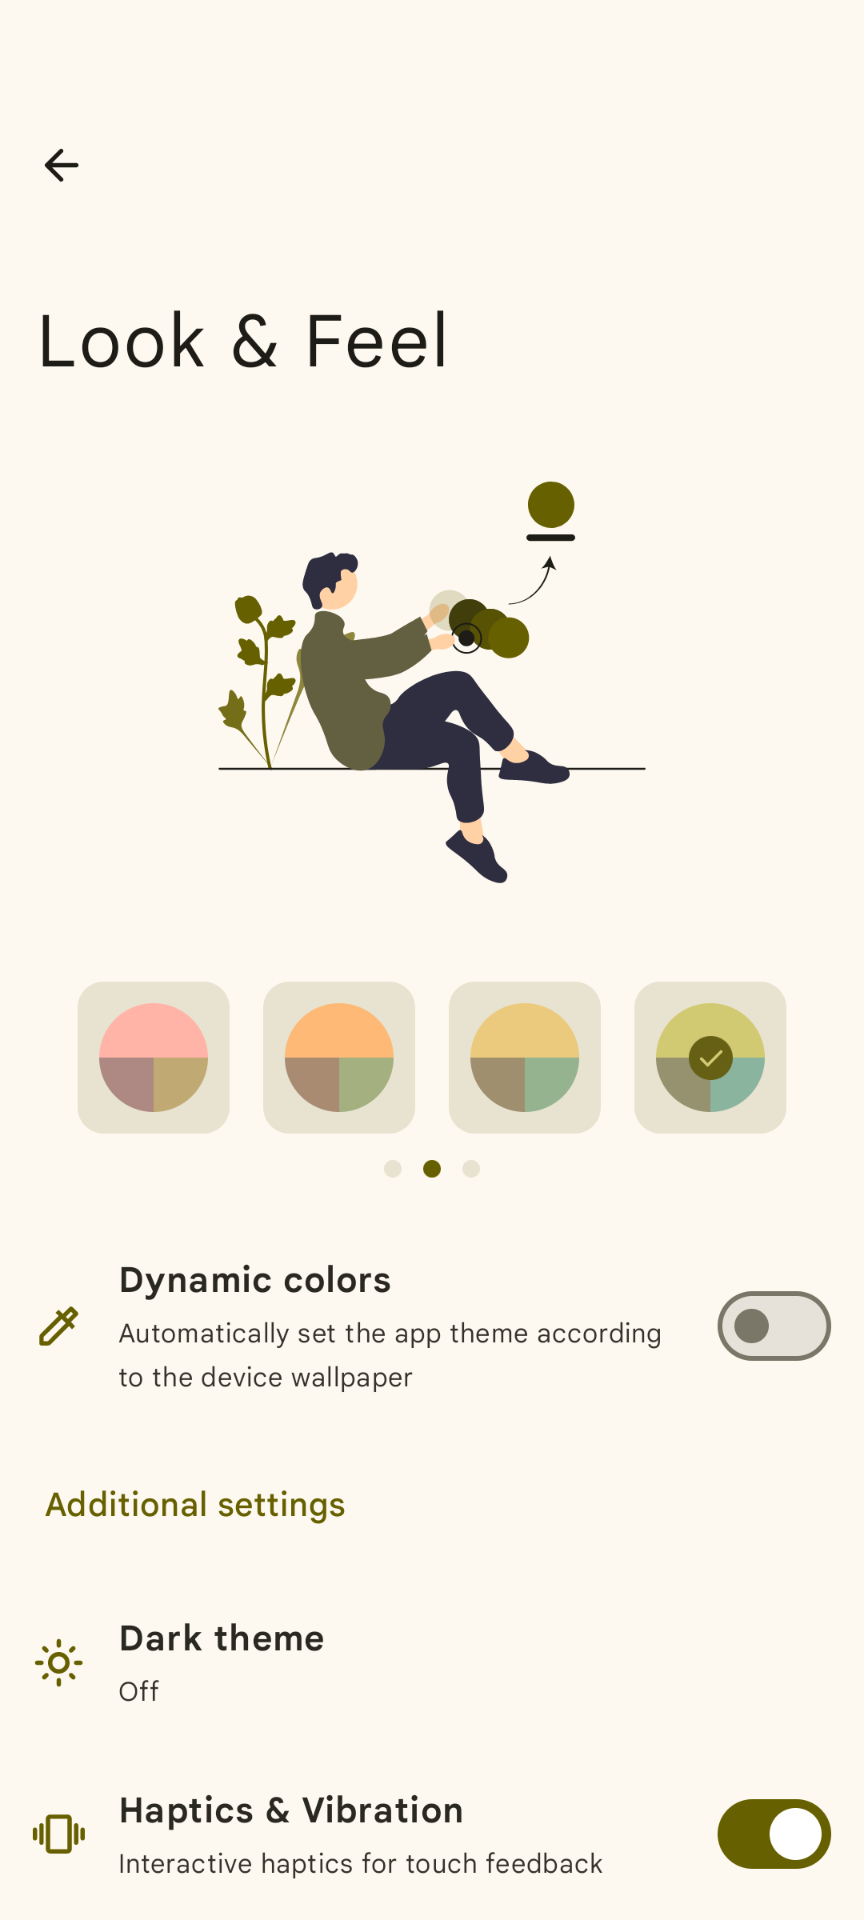 Look & Feel
Dynamic colors
Automatically set the app theme according
to the device wallpaper
Additional settings
Dark theme
Off
Haptics & Vibration
Interactive haptics for touch feedback